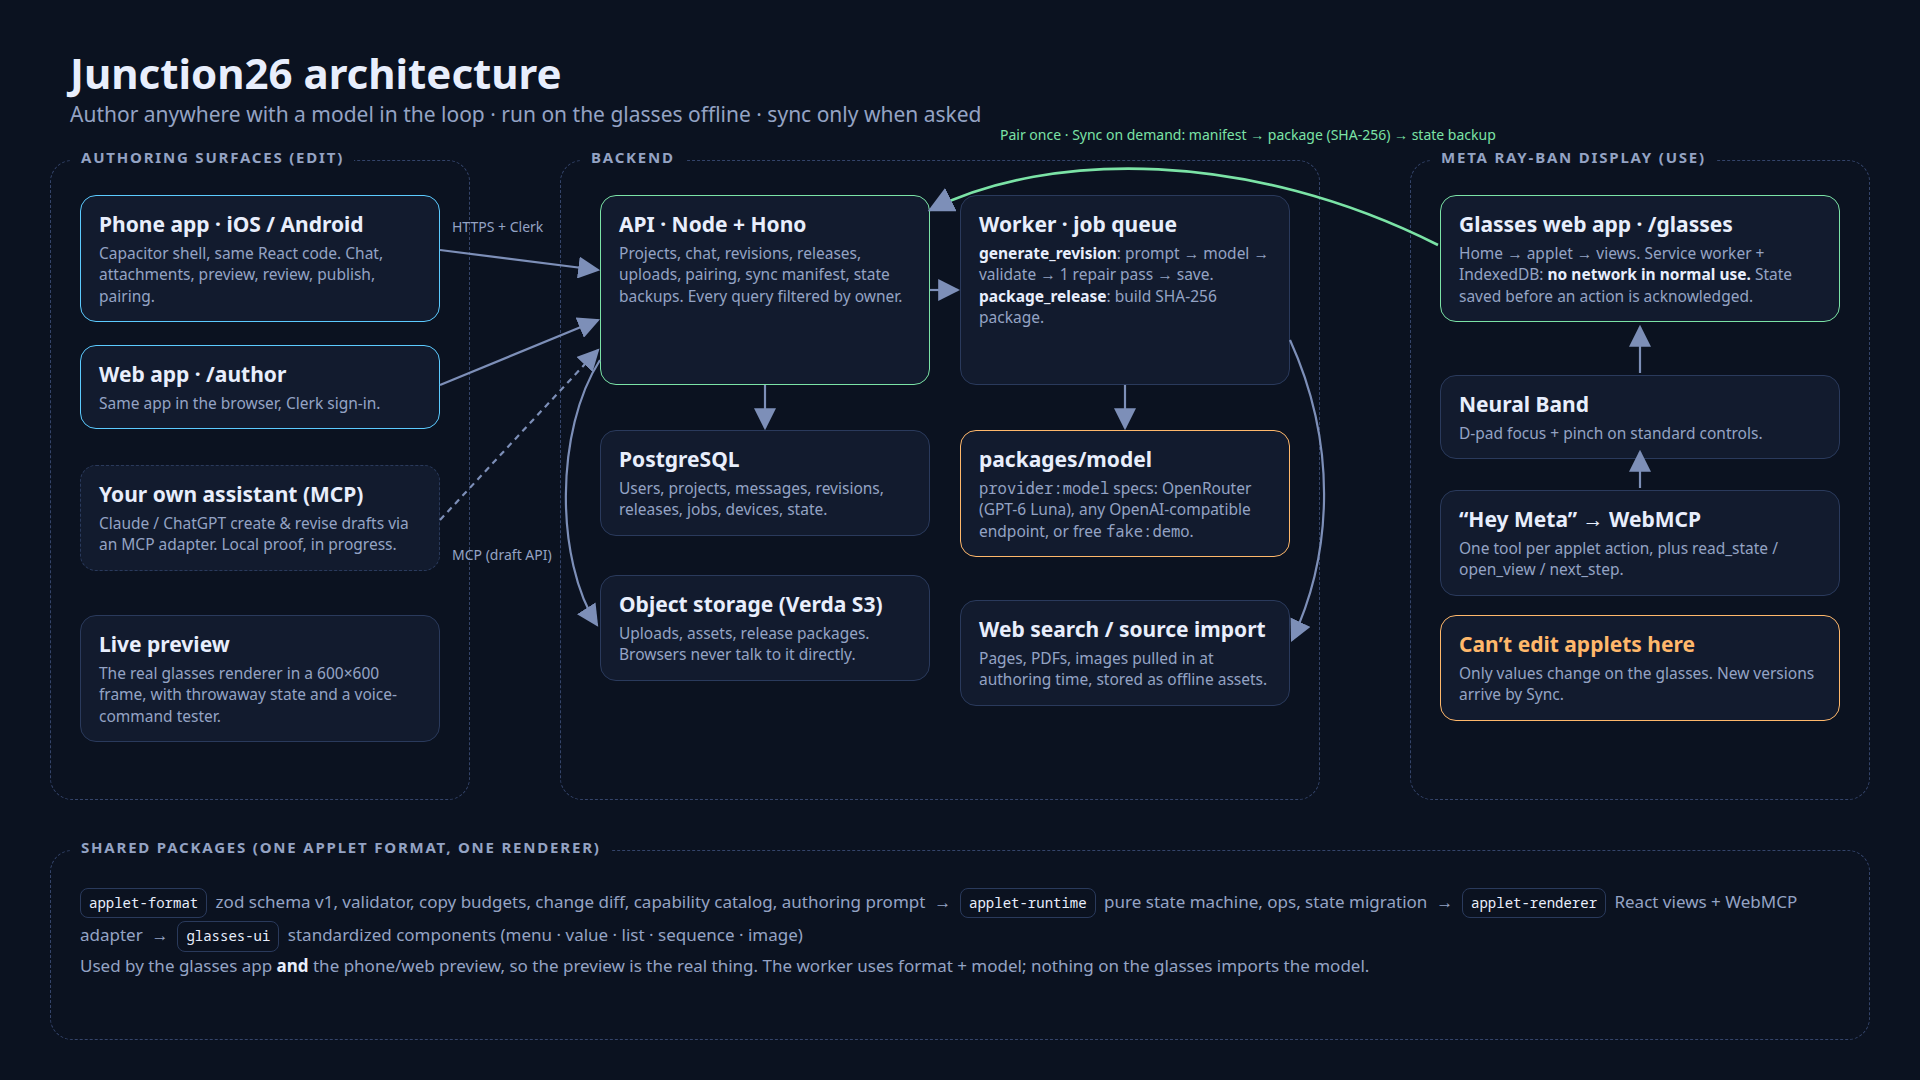 Junction26 architecture
Author anywhere with a model in the loop · run on the glasses offline · sync only when asked
Pair once · Sync on demand: manifest → package (SHA-256) → state backup
AUTHORING SURFACES (EDIT)
Phone app · iOS / Android
Capacitor shell, same React code. Chat,
attachments, preview, review, publish,
pairing.
Web app · /author
Same app in the browser, Clerk sign-in.
Your own assistant (MCP)
Claude / ChatGPT create & revise drafts via
an MCP adapter. Local proof, in progress.
Live preview
The real glasses renderer in a 600×600
frame, with throwaway state and a voice-
command tester.
HTTPS + Clerk
MCP (draft API)
BACKEND
API · Node + Hono
Projects, chat, revisions, releases,
uploads, pairing, sync manifest, state
backups. Every query filtered by owner.
Worker · job queue
generate_revision: prompt → model →
validate → 1 repair pass → save.
package_release: build SHA-256
package.
PostgreSQL
Users, projects, messages, revisions,
releases, jobs, devices, state.
packages/model
provider:model specs: OpenRouter
(GPT-6 Luna), any OpenAI-compatible
endpoint, or free fake:demo.
Object storage (Verda S3)
Uploads, assets, release packages.
Browsers never talk to it directly.
Web search / source import
Pages, PDFs, images pulled in at
authoring time, stored as offline assets.
META RAY-BAN DISPLAY (USE)
Glasses web app · /glasses
Home → applet → views. Service worker +
IndexedDB: no network in normal use. State
saved before an action is acknowledged.
Neural Band
D-pad focus + pinch on standard controls.
“Hey Meta” → WebMCP
One tool per applet action, plus read_state /
open_view / next_step.
Can’t edit applets here
Only values change on the glasses. New versions
arrive by Sync.
SHARED PACKAGES (ONE APPLET FORMAT, ONE RENDERER)
applet-format zod schema v1, validator, copy budgets, change diff, capability catalog, authoring prompt → applet-runtime pure state machine, ops, state migration → applet-renderer React views + WebMCP
adapter → glasses-ui standardized components (menu · value · list · sequence · image)
Used by the glasses app and the phone/web preview, so the preview is the real thing. The worker uses format + model; nothing on the glasses imports the model.